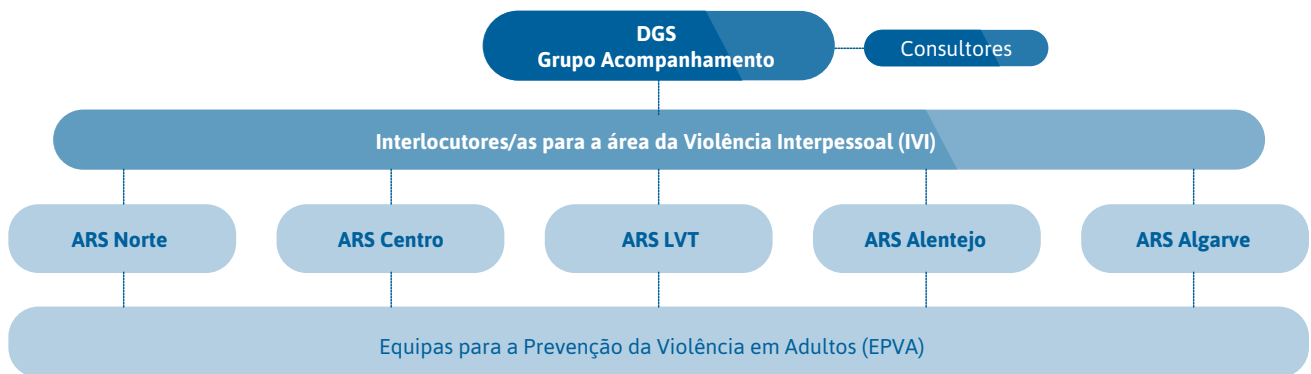 DGS
Grupo Acompanhamento
Consultores
Interlocutores/as para a área da Violência Interpessoal (IVI)
ARS Norte
ARS Centro
ARS LVT
ARS Alentejo
ARS Algarve
Equipas para a Prevenção da Violência em Adultos (EPVA)